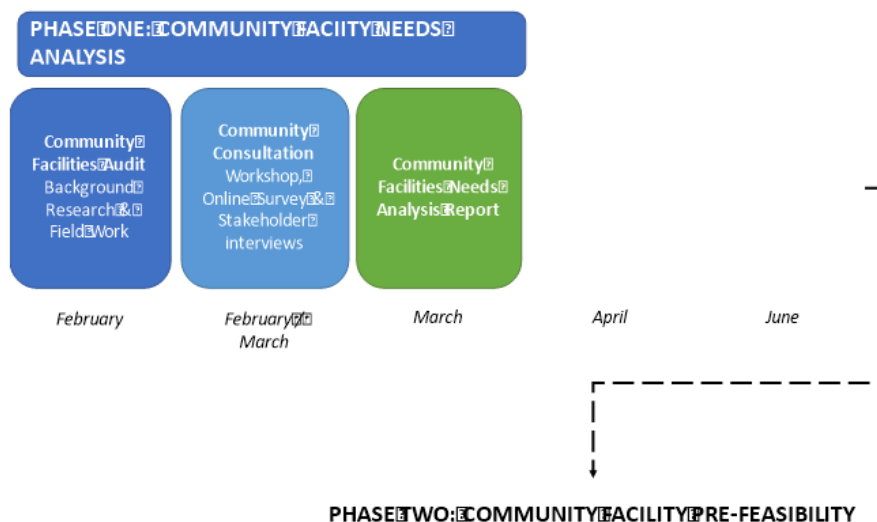 PHASE ONE: COMMUNITY FACIITY NEEDS
ANALYSIS
Community
Facilities Audit
Background
Research &
Field Work
Community
Consultation
Workshop,
Online Survey &
Stakeholder
interviews
Community
Facilities Needs
Analysis Report
February
February /
March
March
April
June
PHASE TWO: COMMUNITY FACILITY PRE-FEASIBILITY